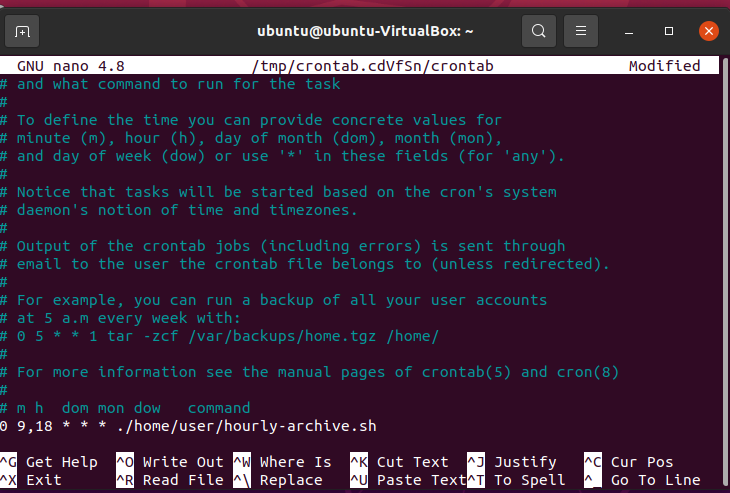 ubuntu@ubuntu-VirtualBox: ~
GNU nano 4.8 /tmp/crontab.cdVfSn/crontab Modified
# and what command to run for the task
#
# To define the time you can provide concrete values for
# minute (m), hour (h), day of month (dom), month (mon),
# and day of week (dow) or use '*' in these fields (for 'any').
#
# Notice that tasks will be started based on the cron's system
# daemon's notion of time and timezones.
#
# Output of the crontab jobs (including errors) is sent through
# email to the user the crontab file belongs to (unless redirected).
#
# For example, you can run a backup of all your user accounts
# at 5 a.m every week with:
# 0 5 * * 1 tar -zcf /var/backups/home.tgz /home/
#
# For more information see the manual pages of crontab(5) and cron(8)
#
# m h  dom mon dow   command
0 9,18 * * * ./home/user/hourly-archive.sh
^G Get Help ^O Write Out ^W Where Is ^K Cut Text ^J Justify ^C Cur Pos
^X Exit ^R Read File ^\ Replace ^U Paste Text ^T To Spell ^_ Go To Line